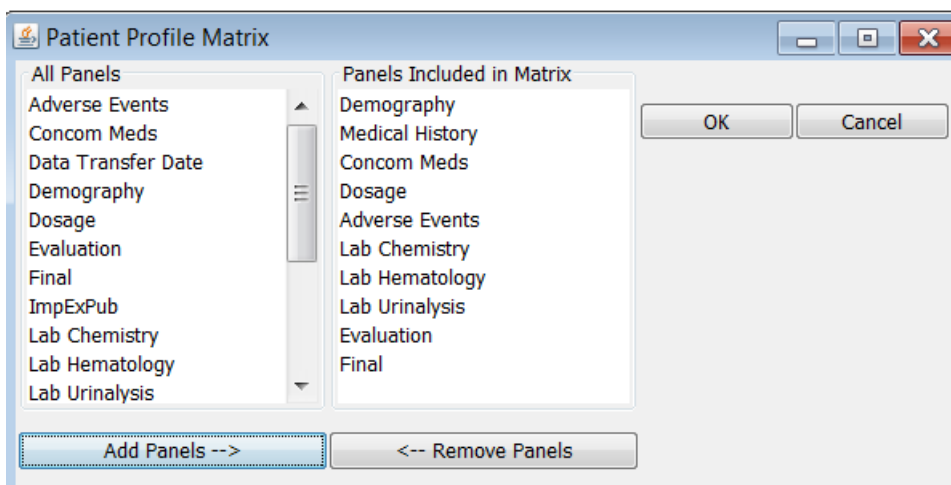 Patient Profile Matrix
All Panels
Adverse Events
Concom Meds
Data Transfer Date
Demography
Dosage
Evaluation
Final
ImpExPub
Lab Chemistry
Lab Hematology
Lab Urinalysis
Panels Included in Matrix
Demography
Medical History
Concom Meds
Dosage
Adverse Events
Lab Chemistry
Lab Hematology
Lab Urinalysis
Evaluation
Final
OK
Cancel
Add Panels -->
<-- Remove Panels